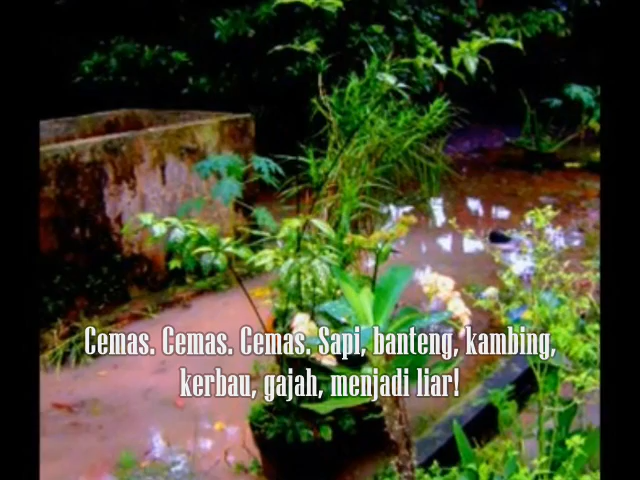 Cemas. Cemas. Cemas. Sapi, banteng, kambing,
kerbau, gajah, menjadi liar!